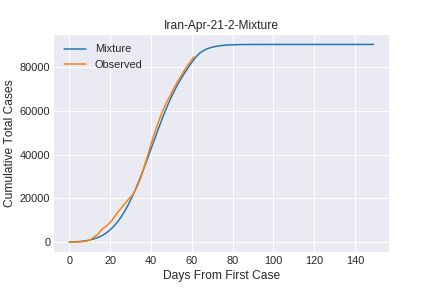 Iran-Apr-21-2-Mixture
Mixture
Observed
Cumulative Total Cases
80000
60000
40000
20000
0
0 20 40 60 80 100 120 140
Days From First Case